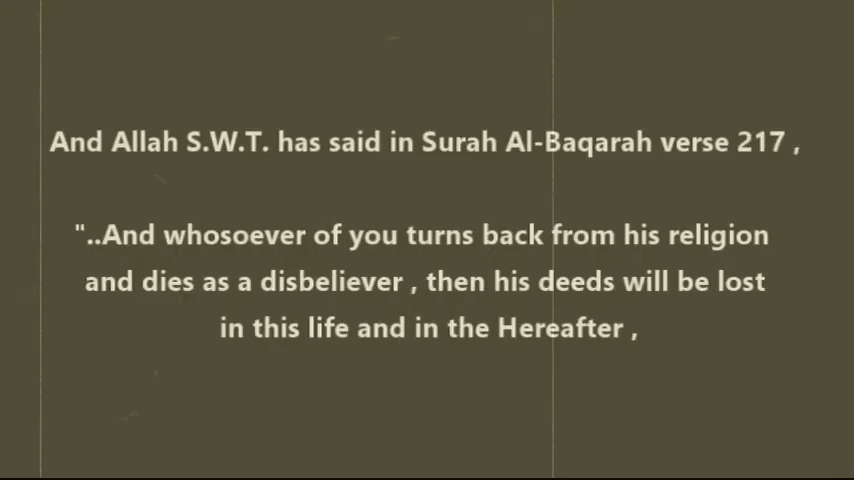 And Allah S.W.T. has said in Surah Al-Baqarah verse 217 ,
"..And whosoever of you turns back from his religion
and dies as a disbeliever , then his deeds will be lost
in this life and in the Hereafter ,